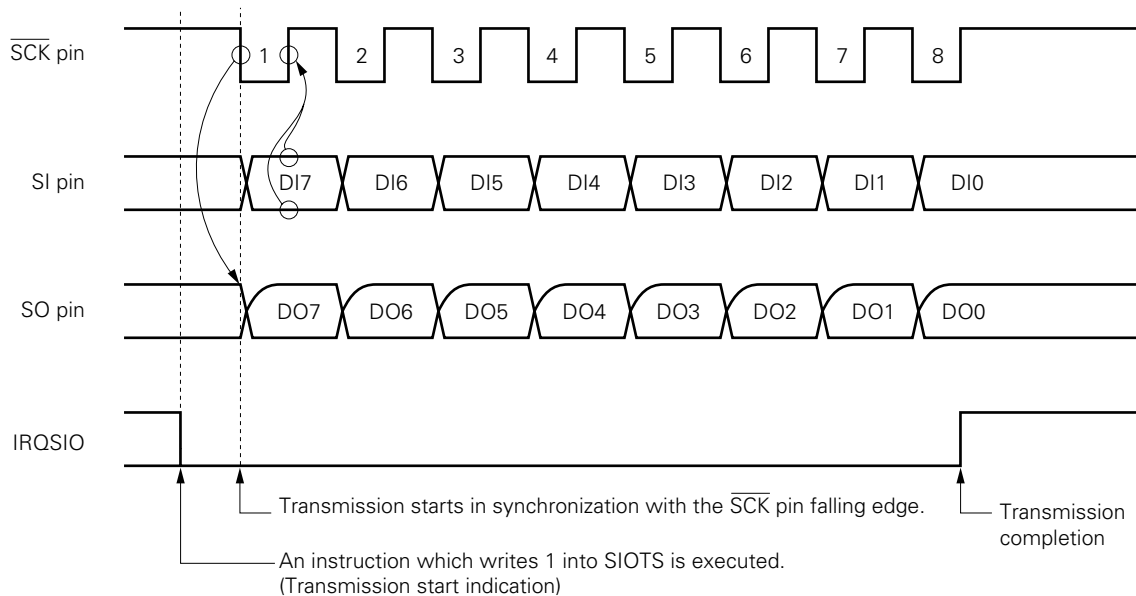 SCK pin
1 2 3 4 5 6 7 8
SI pin
DI7 DI6 DI5 DI4 DI3 DI2 DI1 DI0
SO pin
DO7 DO6 DO5 DO4 DO3 DO2 DO1 DO0
IRQSIO
Transmission starts in synchronization with the SCK pin falling edge.
Transmission
completion
An instruction which writes 1 into SIOTS is executed.
(Transmission start indication)